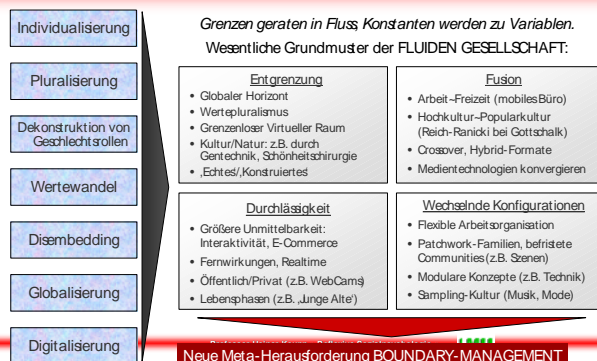 Individualisierung
Pluralisierung
Dekonstruktion von
Geschlechtsrollen
Wertewandel
Disembedding
Globalisierung
Digitalisierung
Grenzen geraten in Fluss, Konstanten werden zu Variablen.
Wesentliche Grundmuster der FLUIDEN GESELLSCHAFT:
Entgrenzung
• Globaler Horizont
• Wertepluralismus
• Grenzenloser Virtueller Raum
• Kultur/Natur: z.B. durch
Gentechnik, Schönheitschirurgie
• ‚Echtes'/‚Konstruiertes'
Fusion
• Arbeit~Freizeit (mobiles Büro)
• Hochkultur~Popularkultur
(Reich-Ranicki bei Gottschalk)
• Crossover, Hybrid-Formate
• Medientechnologien konvergieren
Durchlässigkeit
• Größere Unmittelbarkeit:
Interaktivität, E-Commerce
• Fernwirkungen, Realtime
• Öffentlich/Privat (z.B. WebCams)
• Lebensphasen (z.B. ‚Junge Alte')
Wechselnde Konfigurationen
• Flexible Arbeitsorganisation
• Patchwork-Familien, befristete
Communities (z.B. Szenen)
• Modulare Konzepte (z.B. Technik)
• Sampling-Kultur (Musik, Mode)
Neue Meta-Herausforderung BOUNDARY-MANAGEMENT